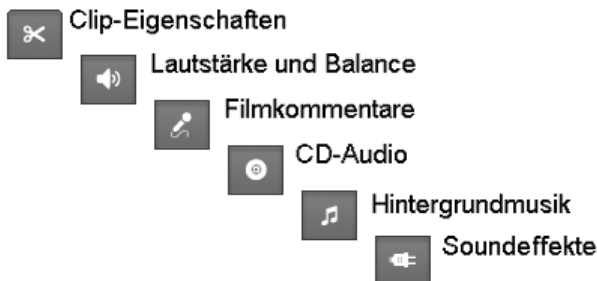 Clip-Eigenschaften
Lautstärke und Balance
Filmkommentare
CD-Audio
Hintergrundmusik
Soundeffekte